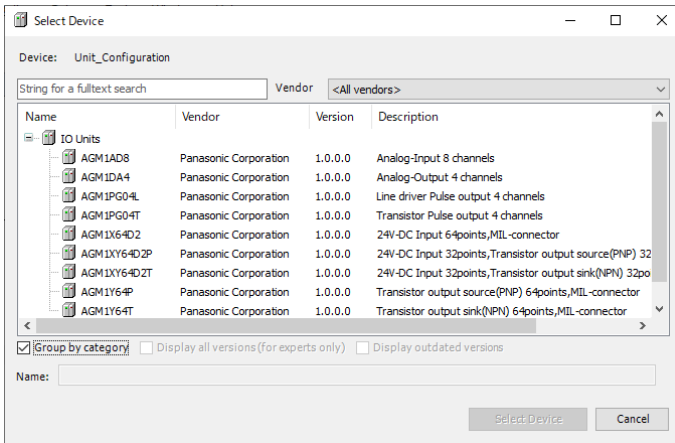 Select Device
Device: Unit_Configuration
String for a fulltext search Vendor <All vendors>
Name Vendor Version Description
IO Units
AGM1AD8 Panasonic Corporation 1.0.0.0 Analog-Input 8 channels
AGM1DA4 Panasonic Corporation 1.0.0.0 Analog-Output 4 channels
AGM1PG04L Panasonic Corporation 1.0.0.0 Line driver Pulse output 4 channels
AGM1PG04T Panasonic Corporation 1.0.0.0 Transistor Pulse output 4 channels
AGM1X64D2 Panasonic Corporation 1.0.0.0 24V-DC Input 64points,MIL-connector
AGM1XY64D2P Panasonic Corporation 1.0.0.0 24V-DC Input 32points,Transistor output source(PNP) 32
AGM1XY64D2T Panasonic Corporation 1.0.0.0 24V-DC Input 32points,Transistor output sink(NPN) 32po
AGM1Y64P Panasonic Corporation 1.0.0.0 Transistor output source(PNP) 64points,MIL-connector
AGM1Y64T Panasonic Corporation 1.0.0.0 Transistor output sink(NPN) 64points,MIL-connector
Group by category Display all versions(for experts only) Display outdated versions
Name:
Select Device Cancel